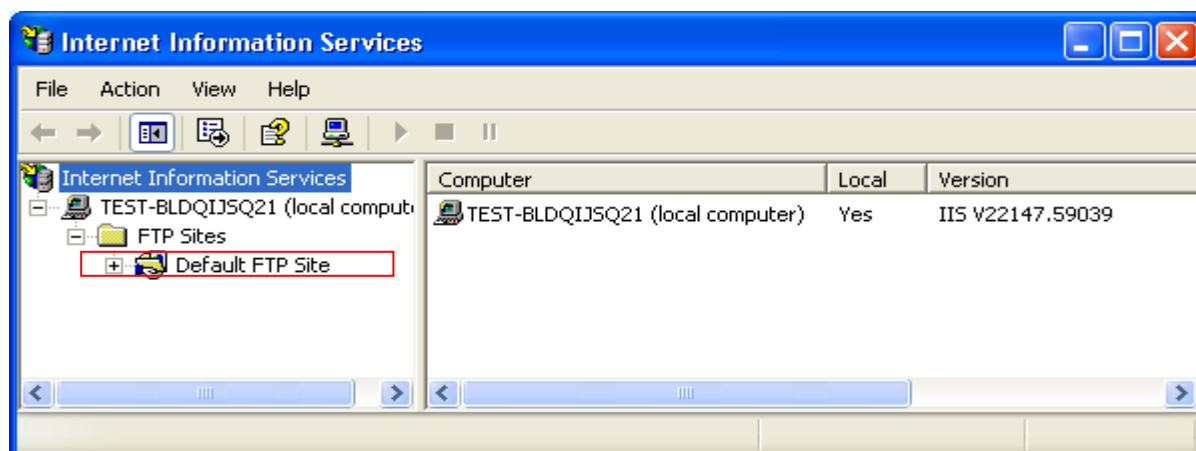 Internet Information Services
File Action View Help
Internet Information Services
TEST-BLDQIJSQ21 (local comput
FTP Sites
Default FTP Site
Computer Local Version
TEST-BLDQIJSQ21 (local computer) Yes IIS V22147.59039